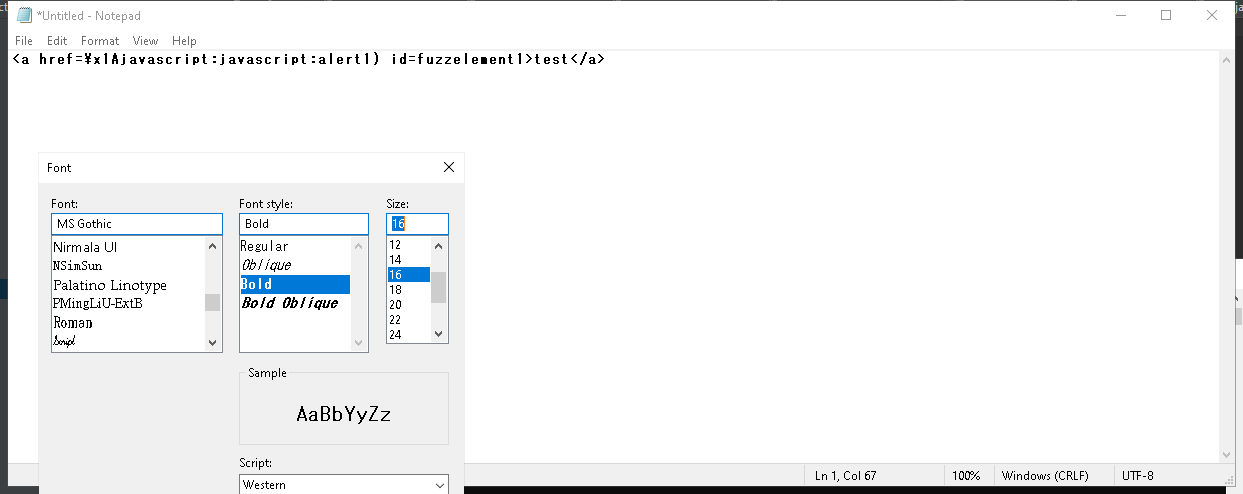 *Untitled - Notepad
File Edit Format View Help
<a href=¥x1Ajavascript:javascript:alert1) id=fuzzelement1>test</a>
Font
Font: Font style: Size:
MS Gothic Bold 16
Nirmala UI
NSimSun
Palatino Linotype
PMingLiU-ExtB
Roman
Script
Regular
Oblique
Bold
Bold Oblique
12
14
16
18
20
22
24
Sample
AaBbYyZz
Script:
Western
Ln 1, Col 67 100% Windows (CRLF) UTF-8